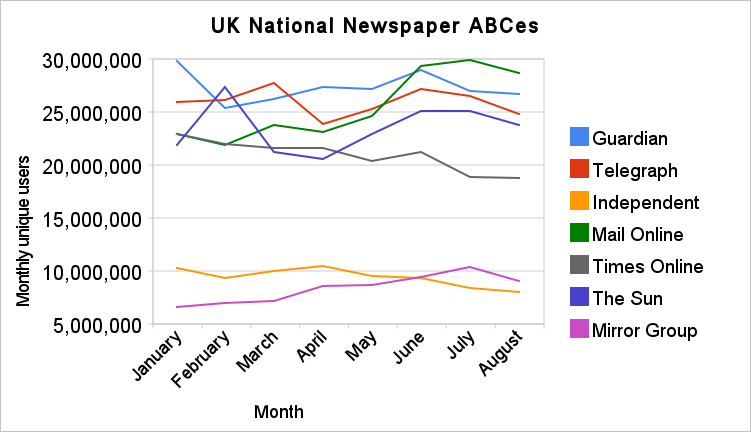 UK National Newspaper ABCes
Monthly unique users
30,000,000
25,000,000
20,000,000
15,000,000
10,000,000
5,000,000
January
February
March
April
May
June
July
August
Month
Guardian
Telegraph
Independent
Mail Online
Times Online
The Sun
Mirror Group